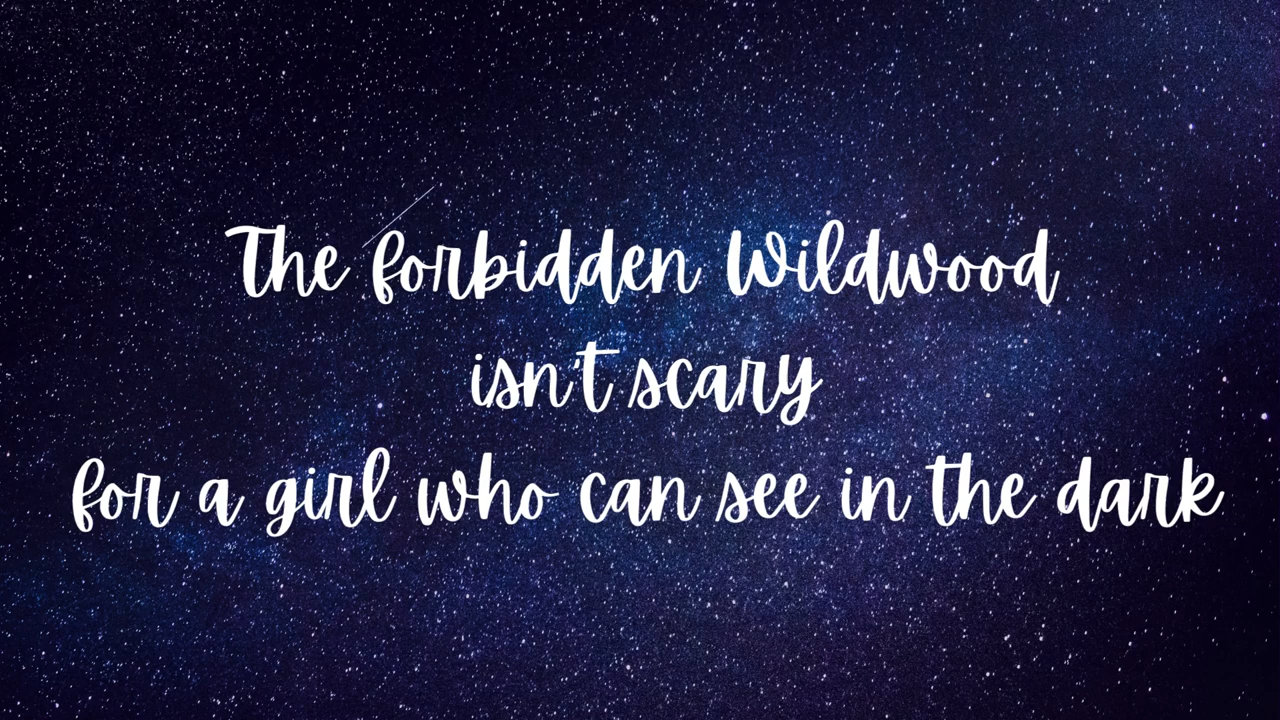 The forbidden Wildwood
isn't scary
for a girl who can see in the dark